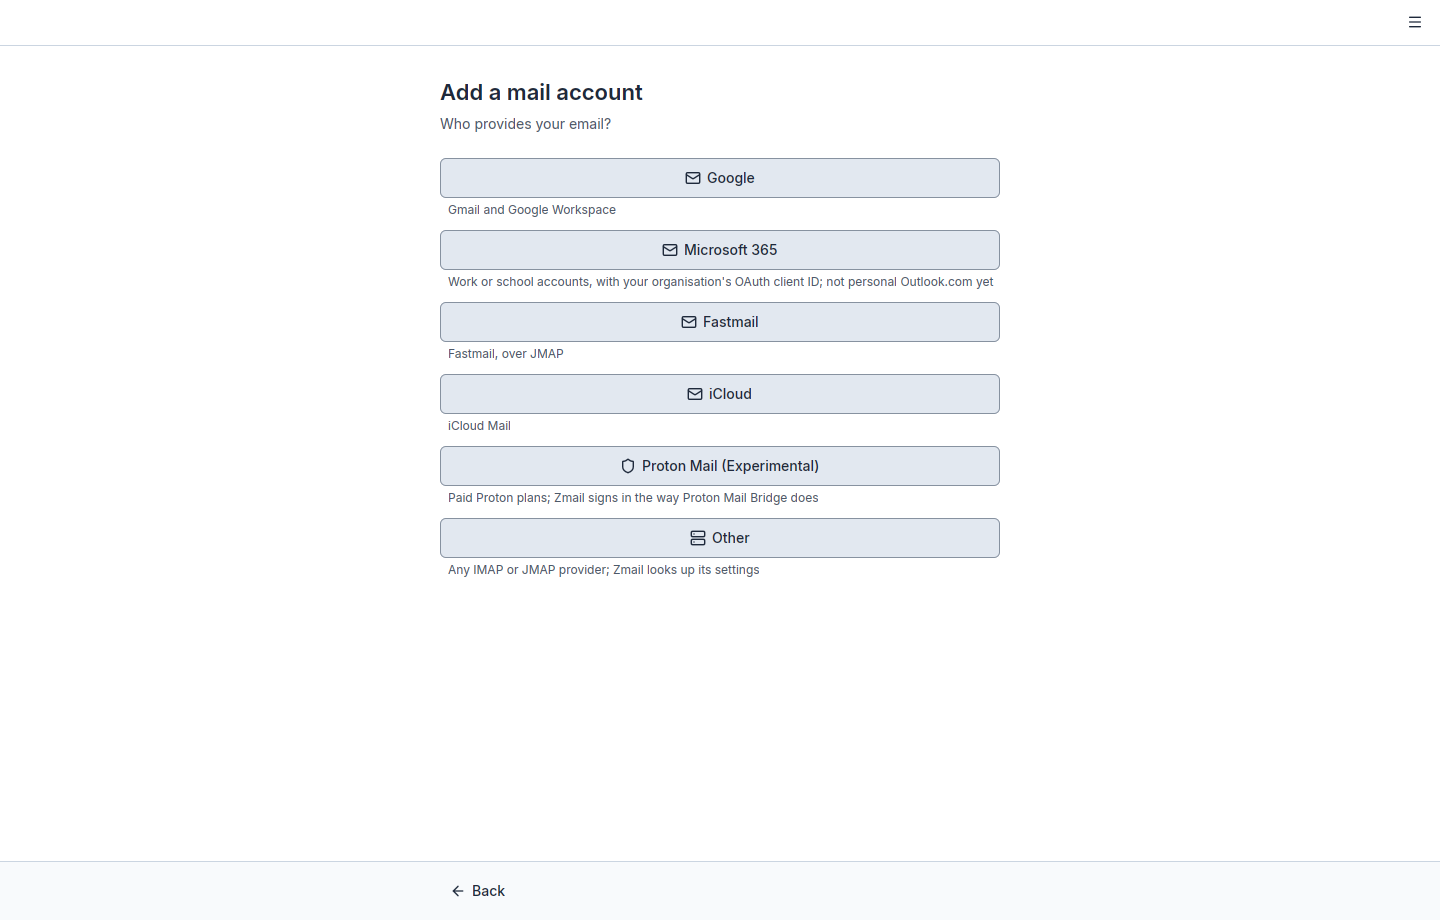 Add a mail account
Who provides your email?
Google
Gmail and Google Workspace
Microsoft 365
Work or school accounts, with your organisation's OAuth client ID; not personal Outlook.com yet
Fastmail
Fastmail, over JMAP
iCloud
iCloud Mail
Proton Mail (Experimental)
Paid Proton plans; Zmail signs in the way Proton Mail Bridge does
Other
Any IMAP or JMAP provider; Zmail looks up its settings
Back